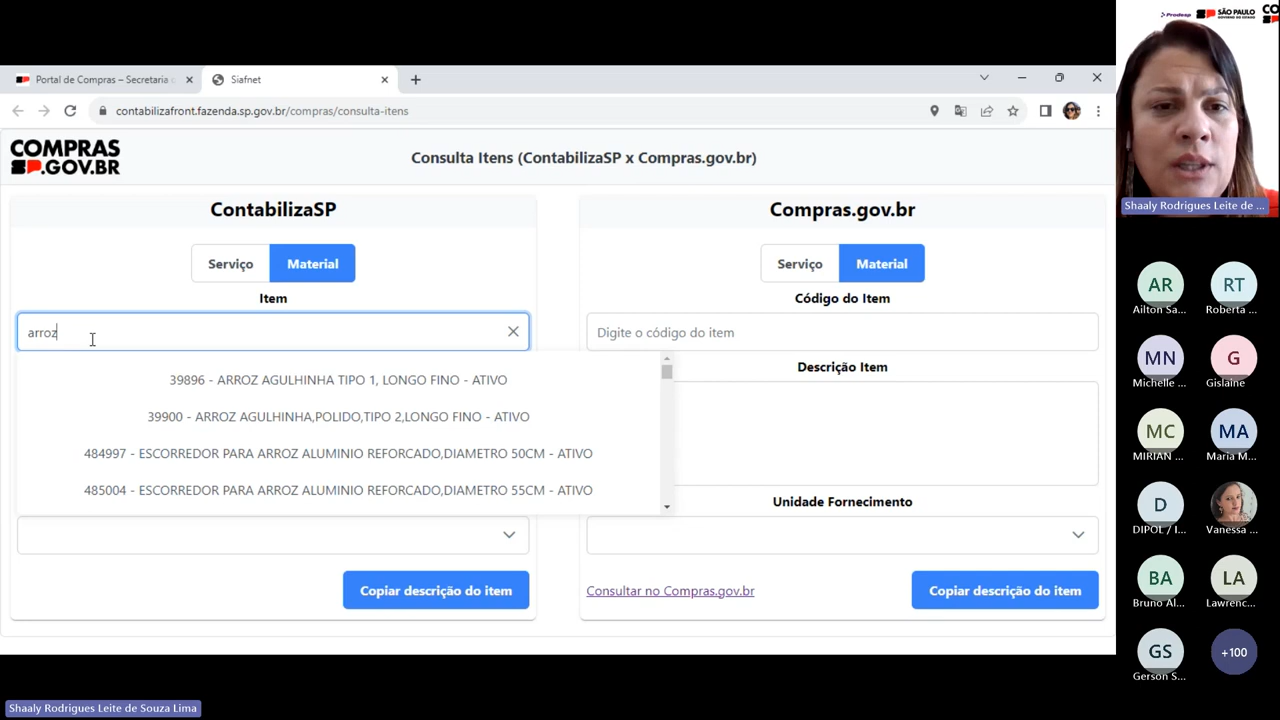 Portal de Compras – Secretaria
Siafnet
contabilizafront.fazenda.sp.gov.br/compras/consulta-itens
COMPRAS
SP.GOV.BR
Consulta Itens (ContabilizaSP x Compras.gov.br)
ContabilizaSP
Serviço
Material
Item
arroz
39896 - ARROZ AGULHINHA TIPO 1, LONGO FINO - ATIVO
39900 - ARROZ AGULHINHA,POLIDO,TIPO 2,LONGO FINO - ATIVO
484997 - ESCORREDOR PARA ARROZ ALUMINIO REFORCADO,DIAMETRO 50CM - ATIVO
485004 - ESCORREDOR PARA ARROZ ALUMINIO REFORCADO,DIAMETRO 55CM - ATIVO
Copiar descrição do item
Compras.gov.br
Serviço
Material
Código do Item
Digite o código do item
Descrição Item
Unidade Fornecimento
Consultar no Compras.gov.br
Copiar descrição do item
Prodesp
SÃO PAULO
CO
Shaaly Rodrigues Leite de ...
AR
Ailton Sa...
RT
Roberta ...
MN
Michelle ...
G
Gislaine
MC
MIRIAN ...
MA
Maria M...
D
DIPOL / I...
Vanessa ...
BA
Bruno Al...
LA
Lawrenc...
GS
Gerson S...
+100
Shaaly Rodrigues Leite de Souza Lima